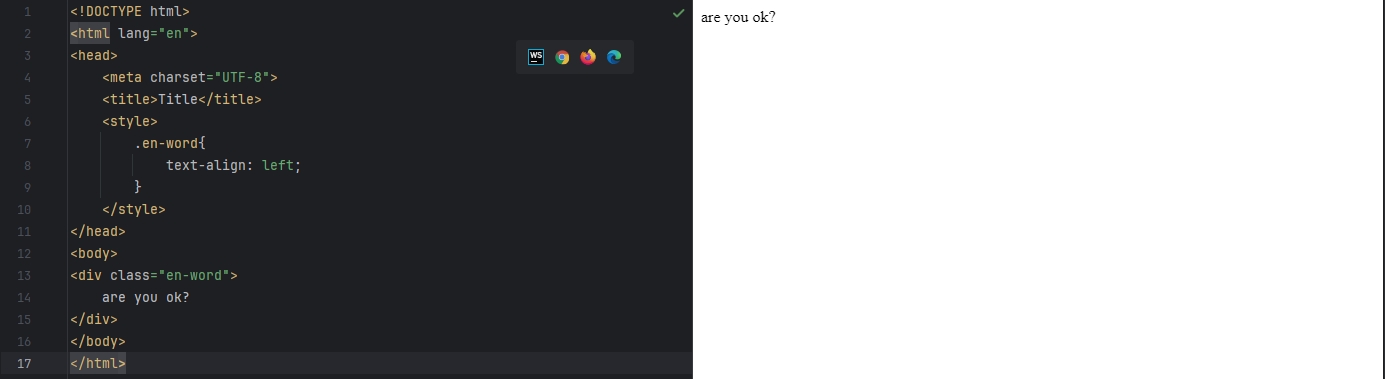 1 <!DOCTYPE html>
2 <html lang="en">
3 <head>
4     <meta charset="UTF-8">
5     <title>Title</title>
6     <style>
7         .en-word{
8             text-align: left;
9         }
10     </style>
11 </head>
12 <body>
13 <div class="en-word">
14     are you ok?
15 </div>
16 </body>
17 </html>
WS
are you ok?